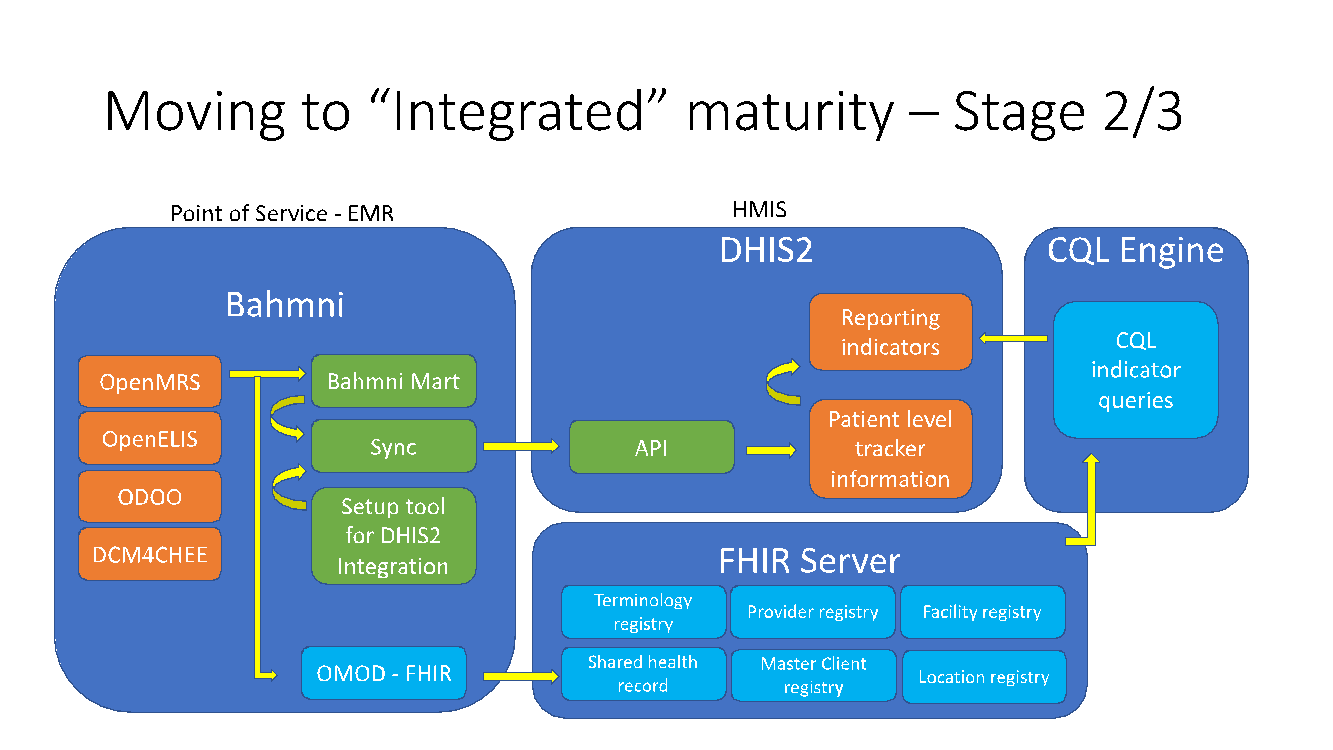 Moving to “Integrated” maturity – Stage 2/3
Point of Service - EMR
HMIS
Bahmni
OpenMRS
OpenELIS
ODOO
DCM4CHEE
Bahmni Mart
Sync
Setup tool
for DHIS2
Integration
OMOD - FHIR
DHIS2
API
Reporting
indicators
Patient level
tracker
information
CQL Engine
CQL
indicator
queries
FHIR Server
Terminology
registry
Provider registry
Facility registry
Shared health
record
Master Client
registry
Location registry